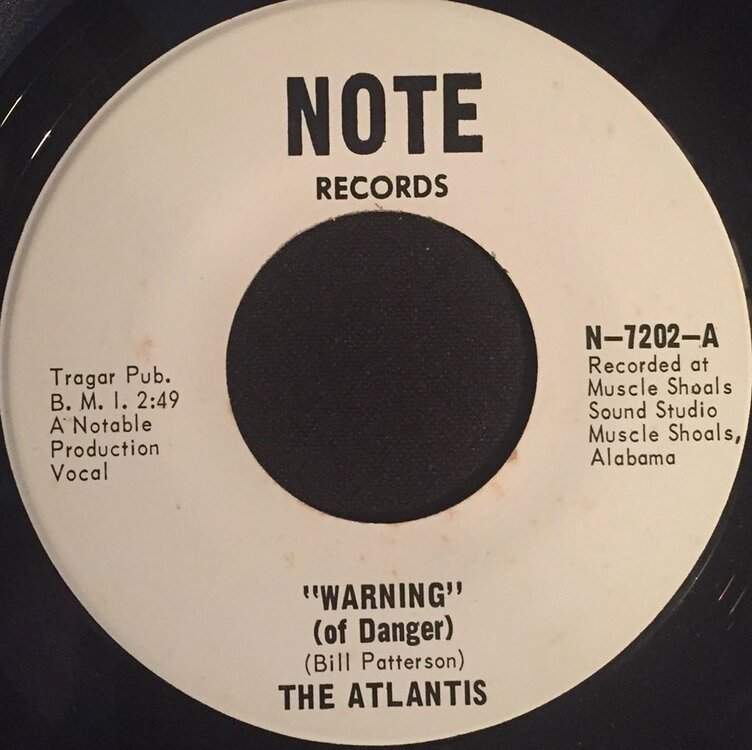 NOTE
RECORDS
Tragar Pub.
B. M. I. 2:49
A Notable
Production
Vocal
N-7202-A
Recorded at
Muscle Shoals
Sound Studio
Muscle Shoals,
Alabama
"WARNING"
(of Danger)
(Bill Patterson)
THE ATLANTIS